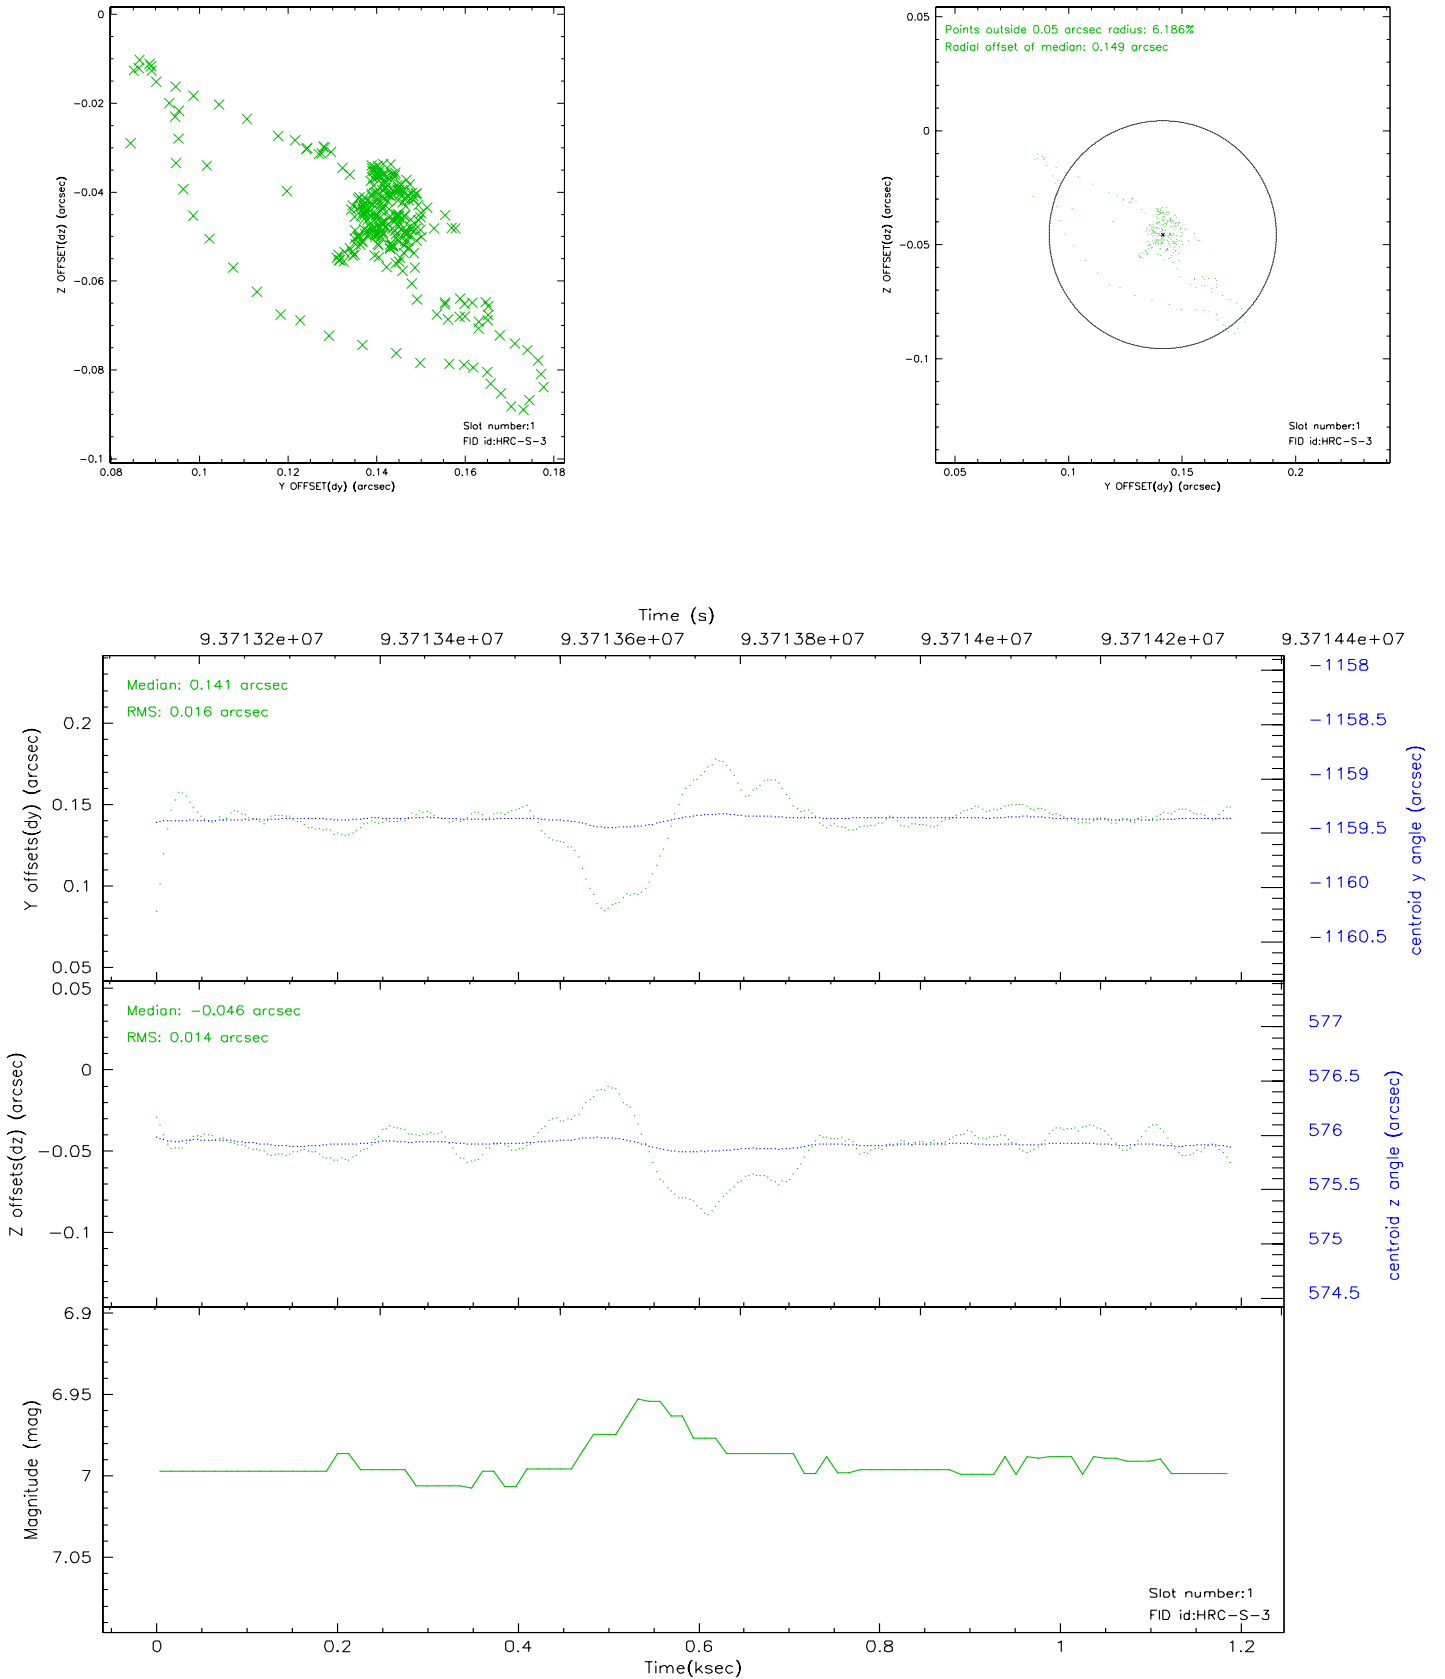 0
−0.02
−0.04
−0.06
−0.08
−0.1
Z OFFSET(dz) (arcsec)
0.08
0.1
0.12
0.14
0.16
0.18
Y OFFSET(dy) (arcsec)
Slot number:1
FID id:HRC−S−3
Points outside 0.05 arcsec radius: 6.186%
Radial offset of median: 0.149 arcsec
0.05
0
−0.05
−0.1
Z OFFSET(dz) (arcsec)
0.05
0.1
0.15
0.2
Y OFFSET(dy) (arcsec)
Slot number:1
FID id:HRC−S−3
Time (s)
9.37132e+07
9.37134e+07
9.37136e+07
9.37138e+07
9.3714e+07
9.37142e+07
9.37144e+07
Median: 0.141 arcsec
RMS: 0.016 arcsec
0.2
0.15
0.1
0.05
Y offsets(dy) (arcsec)
−1158
−1158.5
−1159
−1159.5
−1160
−1160.5
centroid y angle (arcsec)
Median: −0.046 arcsec
RMS: 0.014 arcsec
0.05
0
−0.05
−0.1
Z offsets(dz) (arcsec)
577
576.5
576
575.5
575
574.5
centroid z angle (arcsec)
6.9
6.95
7
7.05
Magnitude (mag)
Slot number:1
FID id:HRC−S−3
0
0.2
0.4
0.6
0.8
1
1.2
Time(ksec)